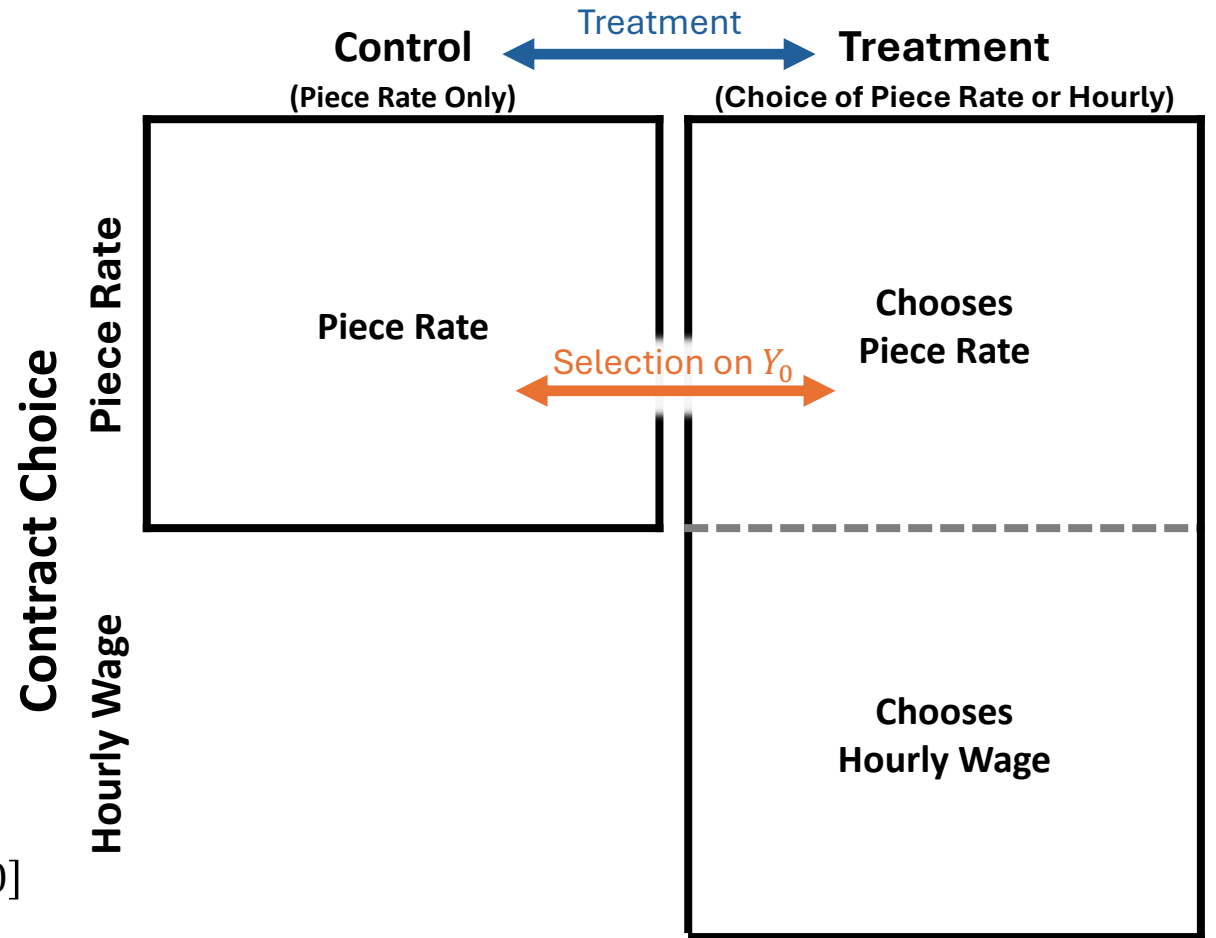 Treatment
Control
Treatment
(Piece Rate Only)
(Choice of Piece Rate or Hourly)
Contract Choice
Piece Rate
Hourly Wage
Piece Rate
Chooses
Piece Rate
Selection on Y₀
Chooses
Hourly Wage
0]